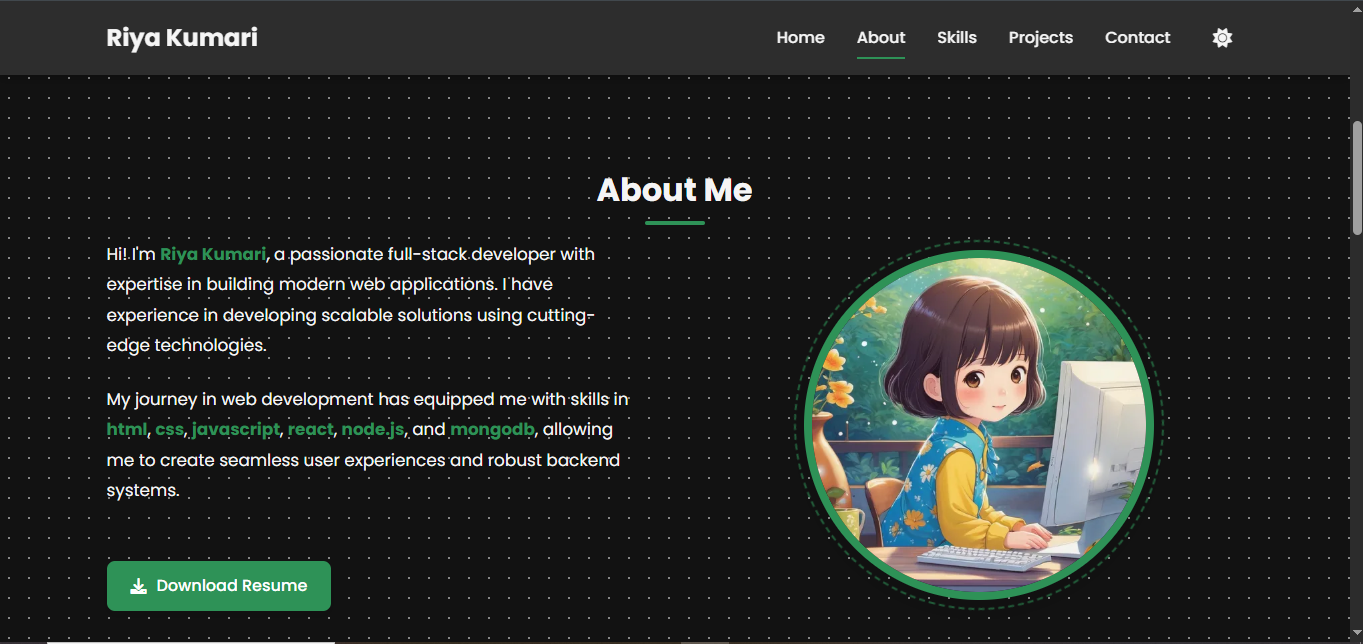 Riya Kumari
Home About Skills Projects Contact
About Me
Hi! I'm Riya Kumari, a passionate full-stack developer with
expertise in building modern web applications. I have
experience in developing scalable solutions using cutting-
edge technologies.
My journey in web development has equipped me with skills in
html, css, javascript, react, node.js, and mongodb, allowing
me to create seamless user experiences and robust backend
systems.
Download Resume